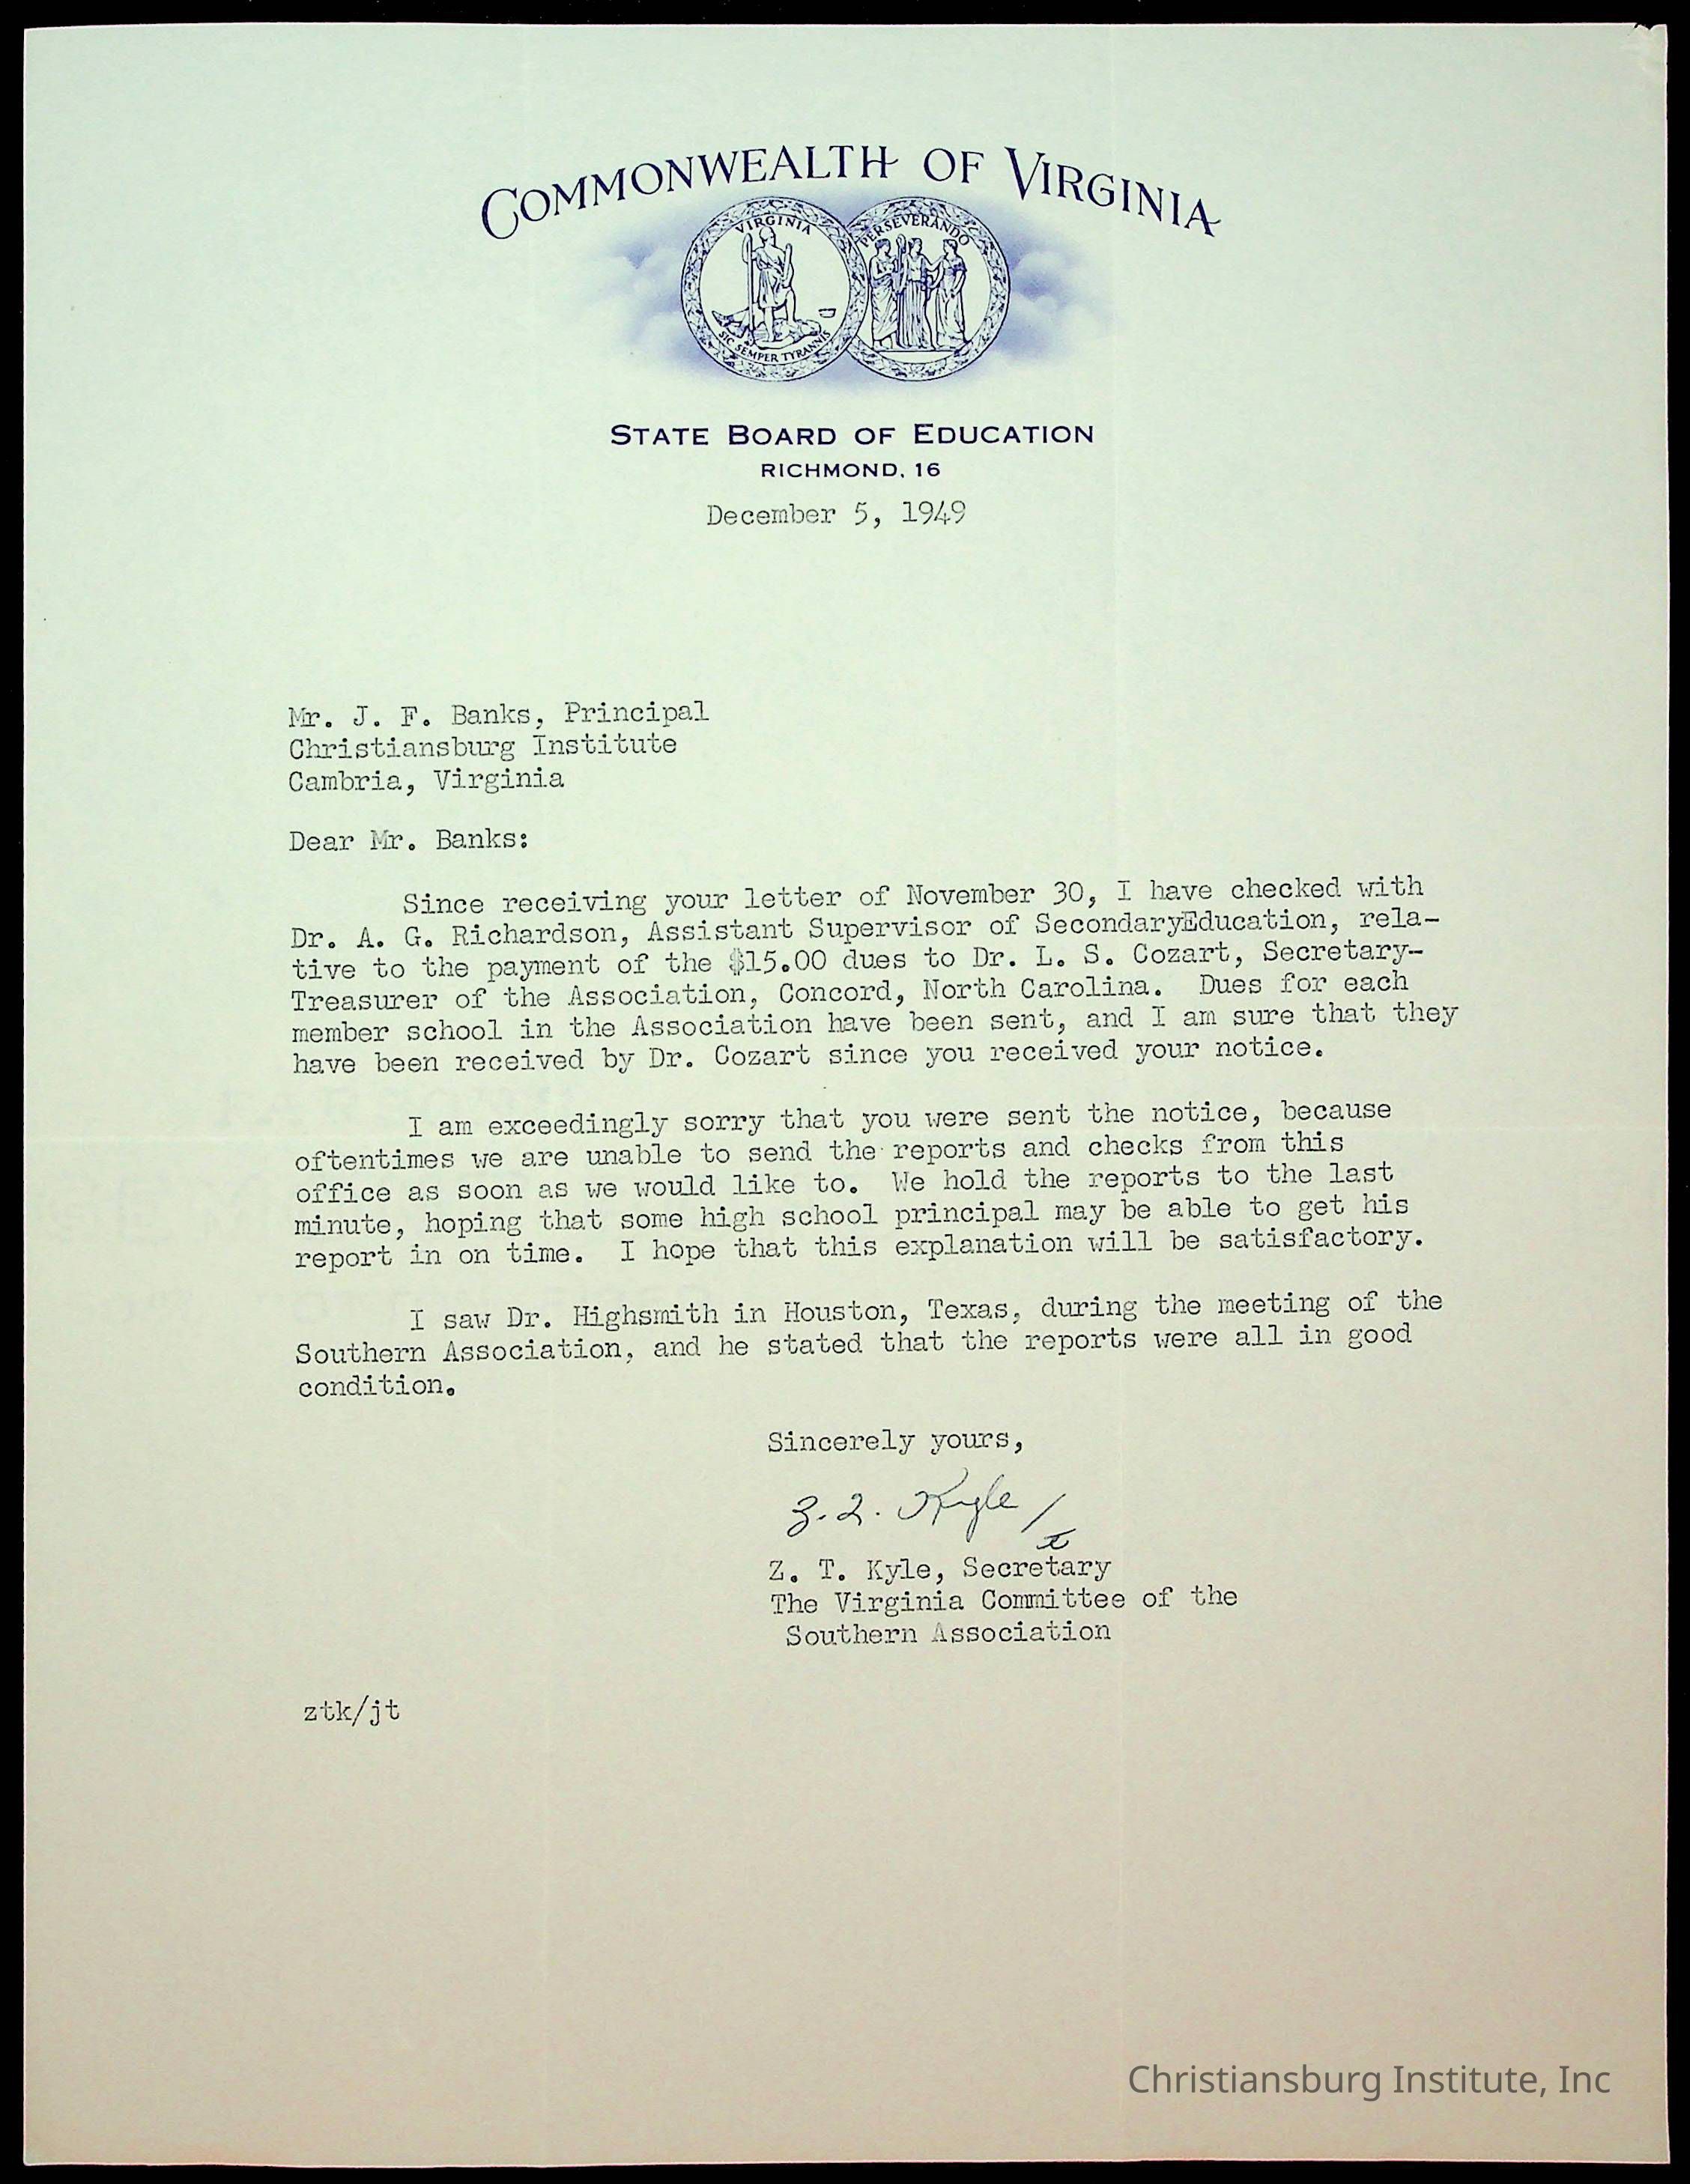 COMMONWEALTH OF VIRGINIA
VIRGINIA
PERSEVERANDO
SIC SEMPER TYRANNIS
STATE BOARD OF EDUCATION
RICHMOND, 16
December 5, 1949
Mr. J. F. Banks, Principal
Christiansburg Institute
Cambria, Virginia
Dear Mr. Banks:
Since receiving your letter of November 30, I have checked with
Dr. A. G. Richardson, Assistant Supervisor of SecondaryEducation, rela-
tive to the payment of the $15.00 dues to Dr. L. S. Cozart, Secretary-
Treasurer of the Association, Concord, North Carolina. Dues for each
member school in the Association have been sent, and I am sure that they
have been received by Dr. Cozart since you received your notice.
I am exceedingly sorry that you were sent the notice, because
oftentimes we are unable to send the reports and checks from this
office as soon as we would like to. We hold the reports to the last
minute, hoping that some high school principal may be able to get his
report in on time. I hope that this explanation will be satisfactory.
I saw Dr. Highsmith in Houston, Texas, during the meeting of the
Southern Association, and he stated that the reports were all in good
condition.
Sincerely yours,
Z. T. Kyle /
Z. T. Kyle, Secretary
The Virginia Committee of the
Southern Association
ztk/jt
Christiansburg Institute, Inc